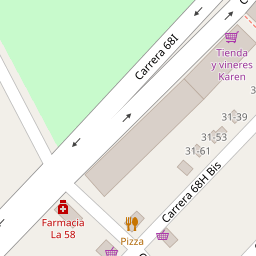 Carrera 68I
Tienda
y vineres
Karen
31-39
31-53
31-61
Carrera 68H Bis
Farmacia
La 58
Pizza